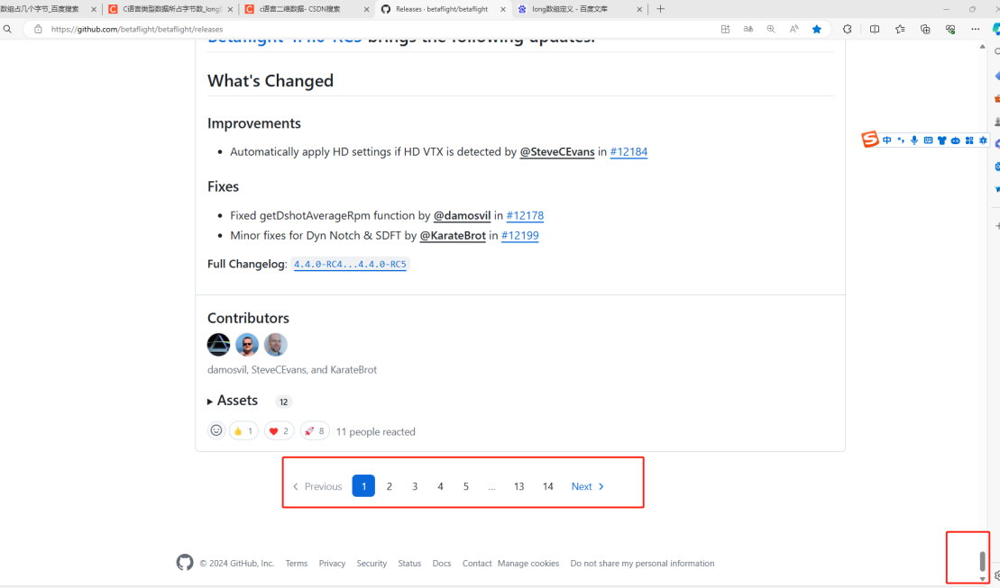 数组占几个字节_百度搜索
C语言类型数据所占字节数_long
c语言二维数据- CSDN搜索
Releases · betaflight/betaflight
long数组定义 - 百度文库
https://github.com/betaflight/betaflight/releases
Betaflight 4.4.0-RC5 brings the following updates:
What's Changed
Improvements
Automatically apply HD settings if HD VTX is detected by @SteveCEvans in #12184
中
Fixes
Fixed getDshotAverageRpm function by @damosvil in #12178
Minor fixes for Dyn Notch & SDFT by @KarateBrot in #12199
Full Changelog: 4.4.0-RC4...4.4.0-RC5
Contributors
damosvil, SteveCEvans, and KarateBrot
Assets 12
1 2 8 11 people reacted
Previous 1 2 3 4 5 ... 13 14 Next
© 2024 GitHub, Inc. Terms Privacy Security Status Docs Contact Manage cookies Do not share my personal information